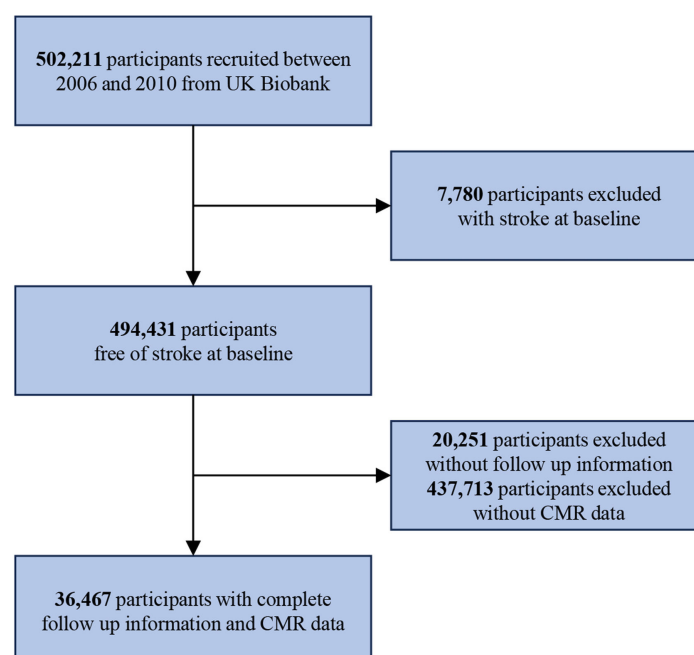 502,211 participants recruited between
2006 and 2010 from UK Biobank
7,780 participants excluded
with stroke at baseline
494,431 participants
free of stroke at baseline
20,251 participants excluded
without follow up information
437,713 participants excluded
without CMR data
36,467 participants with complete
follow up information and CMR data